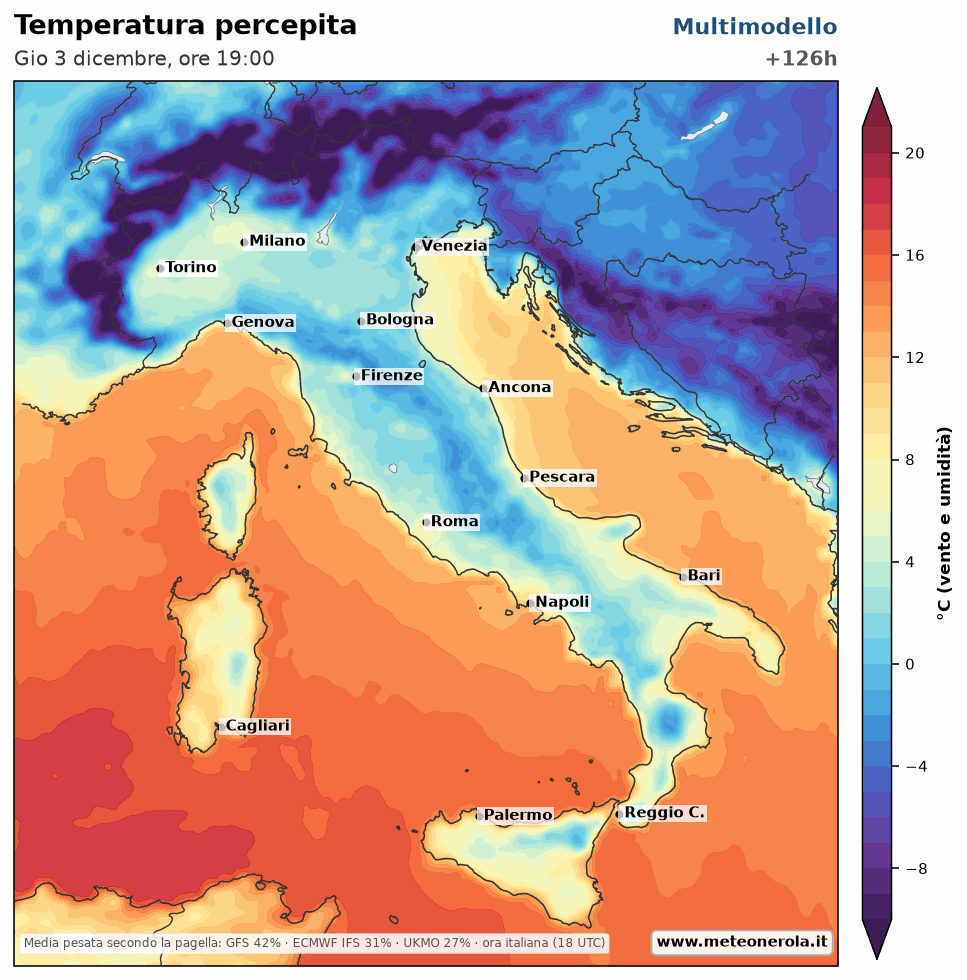 Temperatura percepita
Multimodello
Gio 3 dicembre, ore 19:00
+126h
Milano
Venezia
Torino
Genova
Bologna
Firenze
Ancona
Pescara
Roma
Bari
Napoli
Cagliari
Palermo
Reggio C.
20
16
12
8
4
0
−4
−8
°C (vento e umidità)
Media pesata secondo la pagella: GFS 42% · ECMWF IFS 31% · UKMO 27% · ora italiana (18 UTC)
www.meteonerola.it